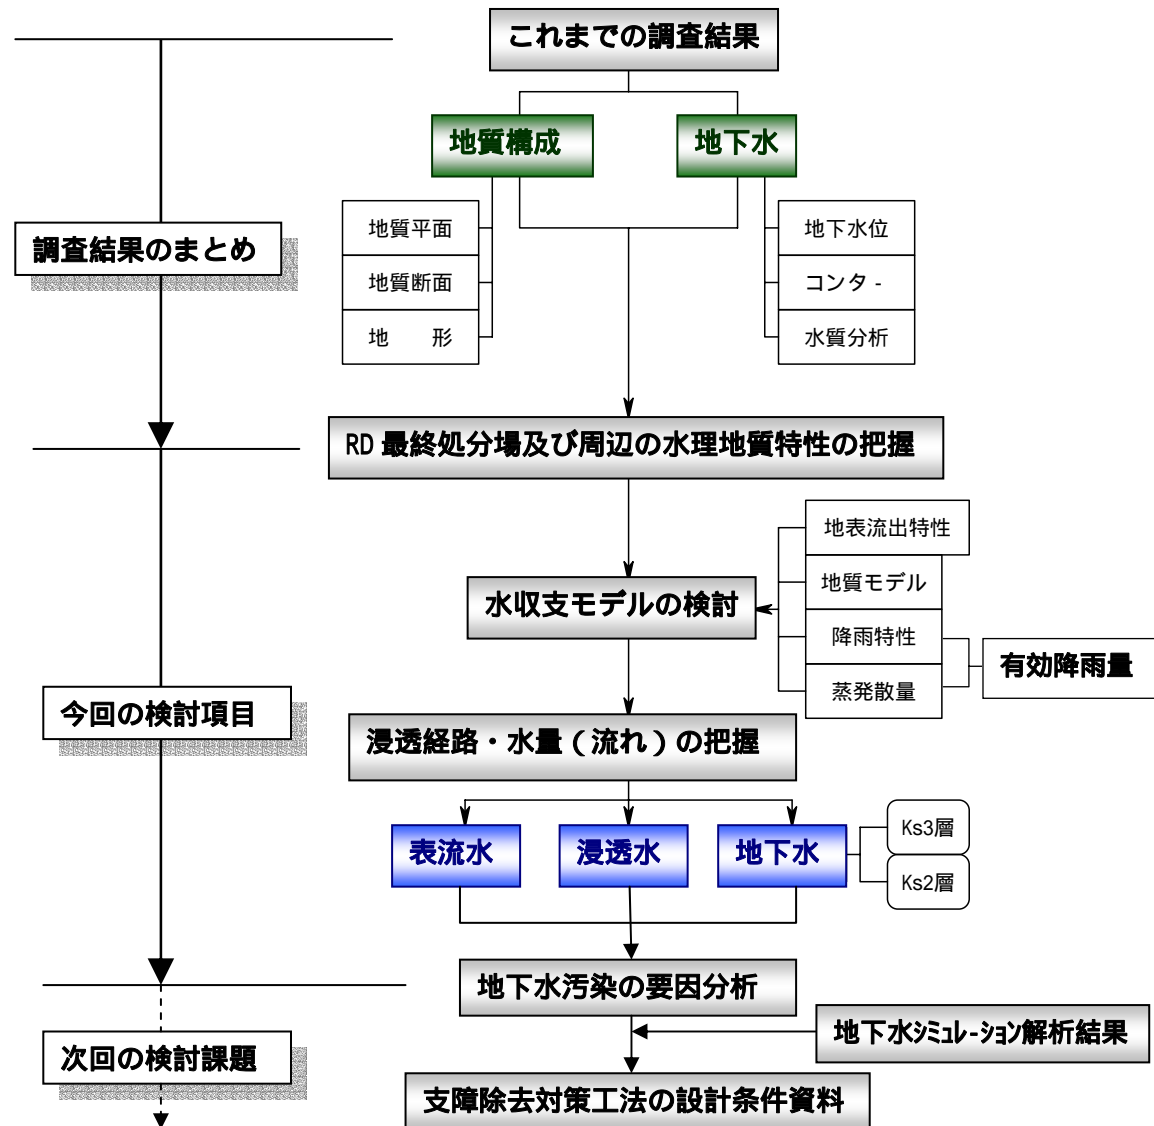 これまでの調査結果
地質構成
地下水
地質平面
地質断面
地　　形
地下水位
コンタ-
水質分析
調査結果のまとめ
RD 最終処分場及び周辺の水理地質特性の把握
地表流出特性
地質モデル
降雨特性
蒸発散量
有効降雨量
水収支モデルの検討
今回の検討項目
浸透経路・水量（流れ）の把握
表流水
浸透水
地下水
Ks3層
Ks2層
地下水汚染の要因分析
地下水ｼﾐｭﾚ-ｼｮﾝ解析結果
次回の検討課題
支障除去対策工法の設計条件資料